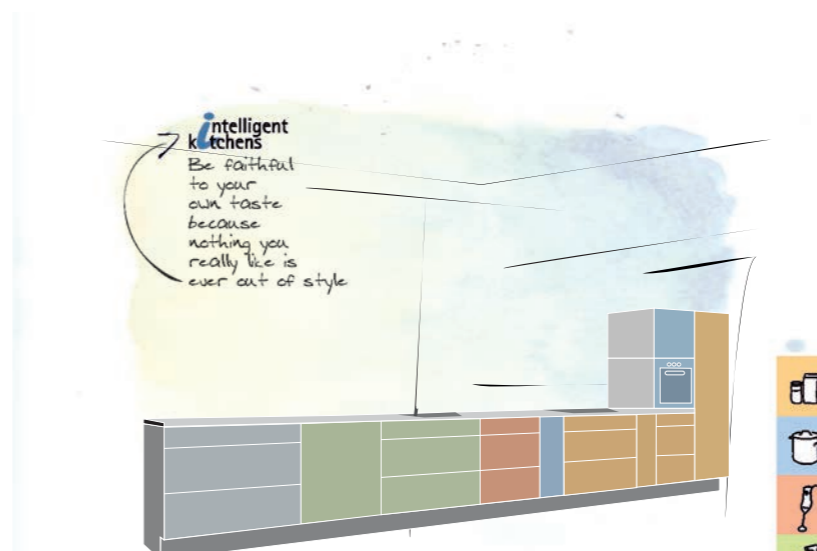 intelligent
kitchens
Be faithful
to your
own taste
because
nothing you
really like is
ever out of style